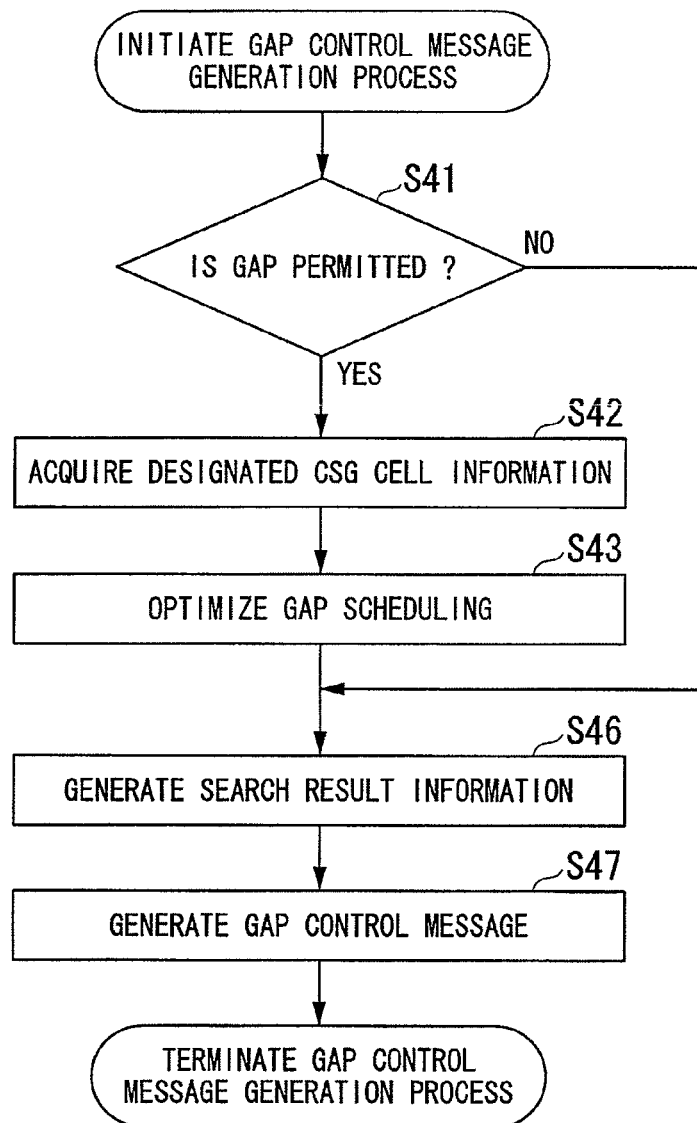 INITIATE GAP CONTROL MESSAGE
GENERATION PROCESS
S41
IS GAP PERMITTED ?
NO
YES
S42
ACQUIRE DESIGNATED CSG CELL INFORMATION
S43
OPTIMIZE GAP SCHEDULING
S46
GENERATE SEARCH RESULT INFORMATION
S47
GENERATE GAP CONTROL MESSAGE
TERMINATE GAP CONTROL
MESSAGE GENERATION PROCESS